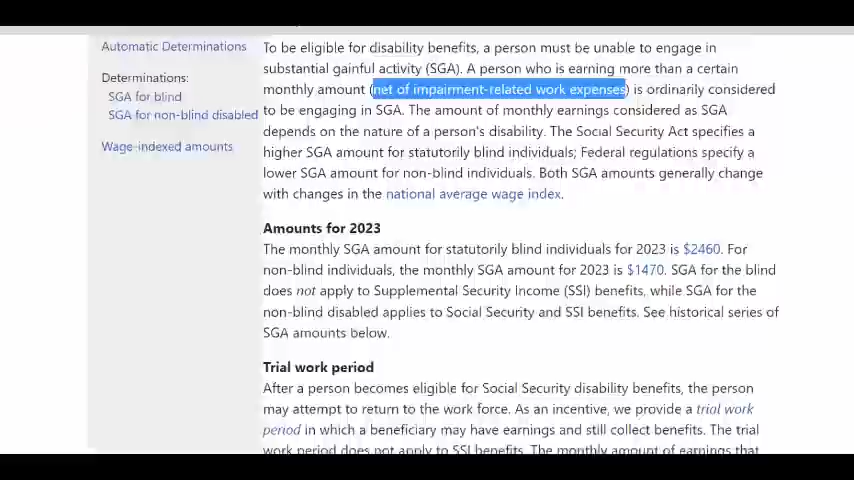 Automatic Determinations
Determinations:
SGA for blind
SGA for non-blind disabled
Wage-indexed amounts
To be eligible for disability benefits, a person must be unable to engage in
substantial gainful activity (SGA). A person who is earning more than a certain
monthly amount (net of impairment-related work expenses) is ordinarily considered
to be engaging in SGA. The amount of monthly earnings considered as SGA
depends on the nature of a person's disability. The Social Security Act specifies a
higher SGA amount for statutorily blind individuals; Federal regulations specify a
lower SGA amount for non-blind individuals. Both SGA amounts generally change
with changes in the national average wage index.
Amounts for 2023
The monthly SGA amount for statutorily blind individuals for 2023 is $2460. For
non-blind individuals, the monthly SGA amount for 2023 is $1470. SGA for the blind
does not apply to Supplemental Security Income (SSI) benefits, while SGA for the
non-blind disabled applies to Social Security and SSI benefits. See historical series of
SGA amounts below.
Trial work period
After a person becomes eligible for Social Security disability benefits, the person
may attempt to return to the work force. As an incentive, we provide a trial work
period in which a beneficiary may have earnings and still collect benefits. The trial
work period does not apply to SSI benefits. The monthly amount of earnings that